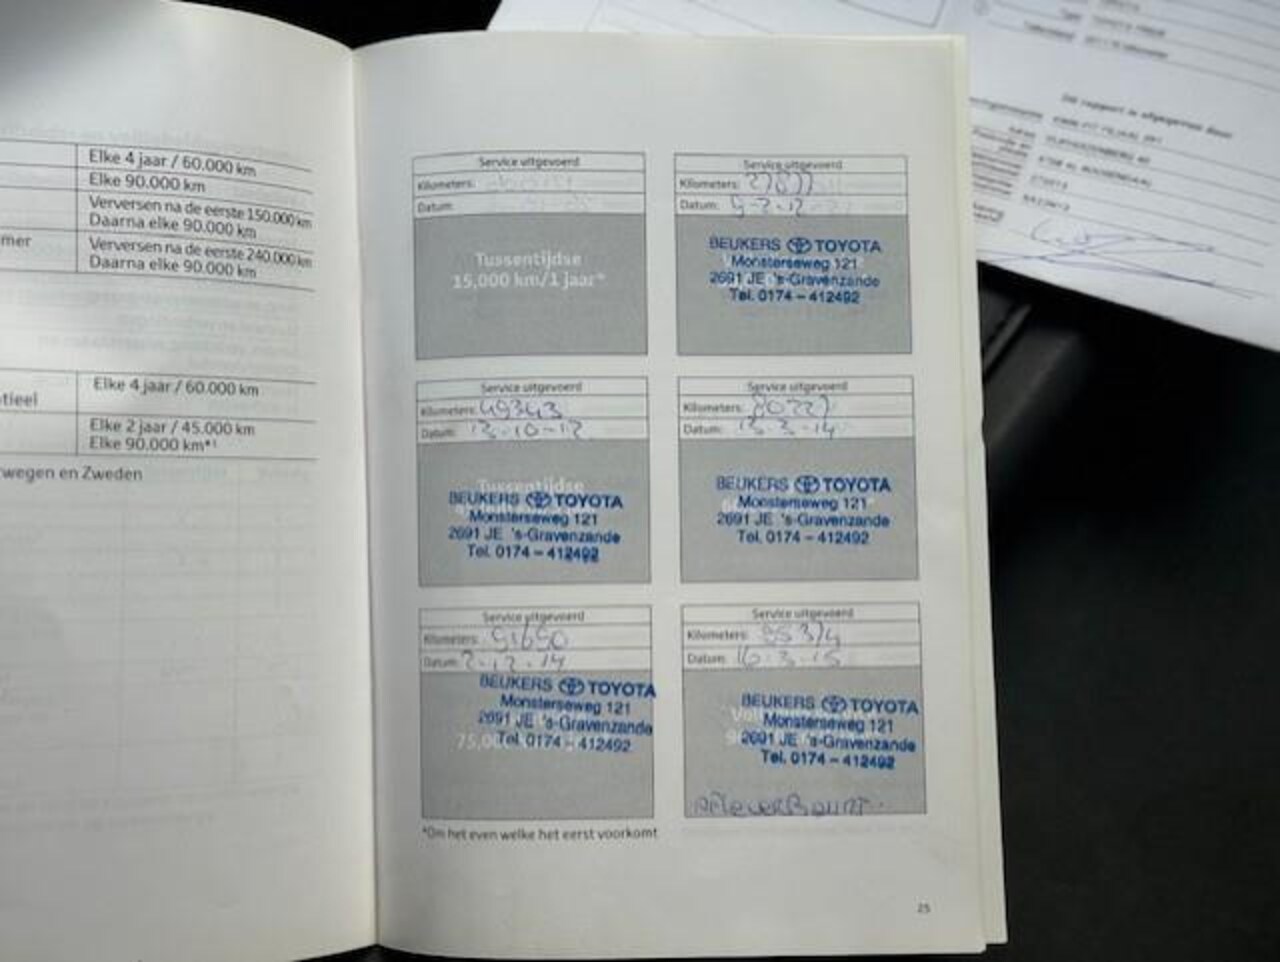 Elke 4 jaar / 60.000 km
Elke 90.000 km
Verversen na de eerste 150.000 km
Daarna elke 90.000 km
mer
Verversen na de eerste 240.000 km
Daarna elke 90.000 km
tieel
Elke 4 jaar / 60.000 km
Elke 2 jaar / 45.000 km
Elke 90.000 km*¹
wegen en Zweden
Service uitgevoerd
Kilometers:
Datum:
Tussentijdse
15,000 km/1 jaar*
Service uitgevoerd
Kilometers: 27877
Datum: 9-2-12
BEUKERS TOYOTA
Monsterseweg 121
2691 JE 's-Gravenzande
Tel. 0174 - 412492
Service uitgevoerd
Kilometers: 49343
Datum: 12-10-12
Tussentijdse
BEUKERS TOYOTA
Monsterseweg 121
2691 JE 's-Gravenzande
Tel. 0174 - 412492
Service uitgevoerd
Kilometers: 80227
Datum: 13-3-14
BEUKERS TOYOTA
Monsterseweg 121
2691 JE 's-Gravenzande
Tel. 0174 - 412492
Service uitgevoerd
Kilometers: 91690
Datum: 2-12-14
BEUKERS TOYOTA
Monsterseweg 121
2691 JE 's-Gravenzande
75,0 Tel. 0174 - 412492
Service uitgevoerd
Kilometers: 95374
Datum: 16-3-15
BEUKERS TOYOTA
Monsterseweg 121
2691 JE 's-Gravenzande
Tel. 0174 - 412492
Afleverbeurt.
*Om het even welke het eerst voorkomt
25
Dit rapport is afgegeven door